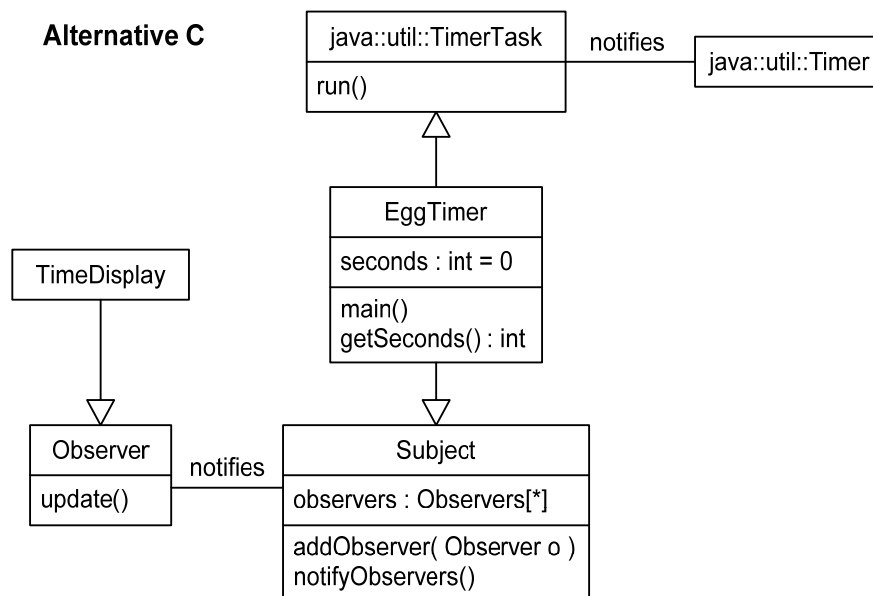 Alternative C
java::util::TimerTask
run()
notifies
java::util::Timer
EggTimer
seconds : int = 0
main()
getSeconds() : int
TimeDisplay
Observer
update()
notifies
Subject
observers : Observers[*]
addObserver( Observer o )
notifyObservers()